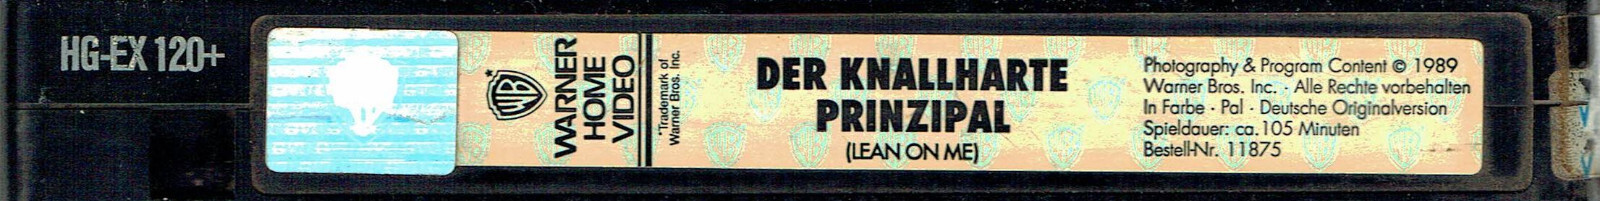 HG-EX 120+
WB
WARNER
HOME
VIDEO
*Trademark of
Warner Bros. Inc.
DER KNALLHARTE
PRINZIPAL
(LEAN ON ME)
Photography & Program Content © 1989
Warner Bros. Inc. · Alle Rechte vorbehalten
In Farbe · Pal · Deutsche Originalversion
Spieldauer: ca. 105 Minuten
Bestell-Nr. 11875